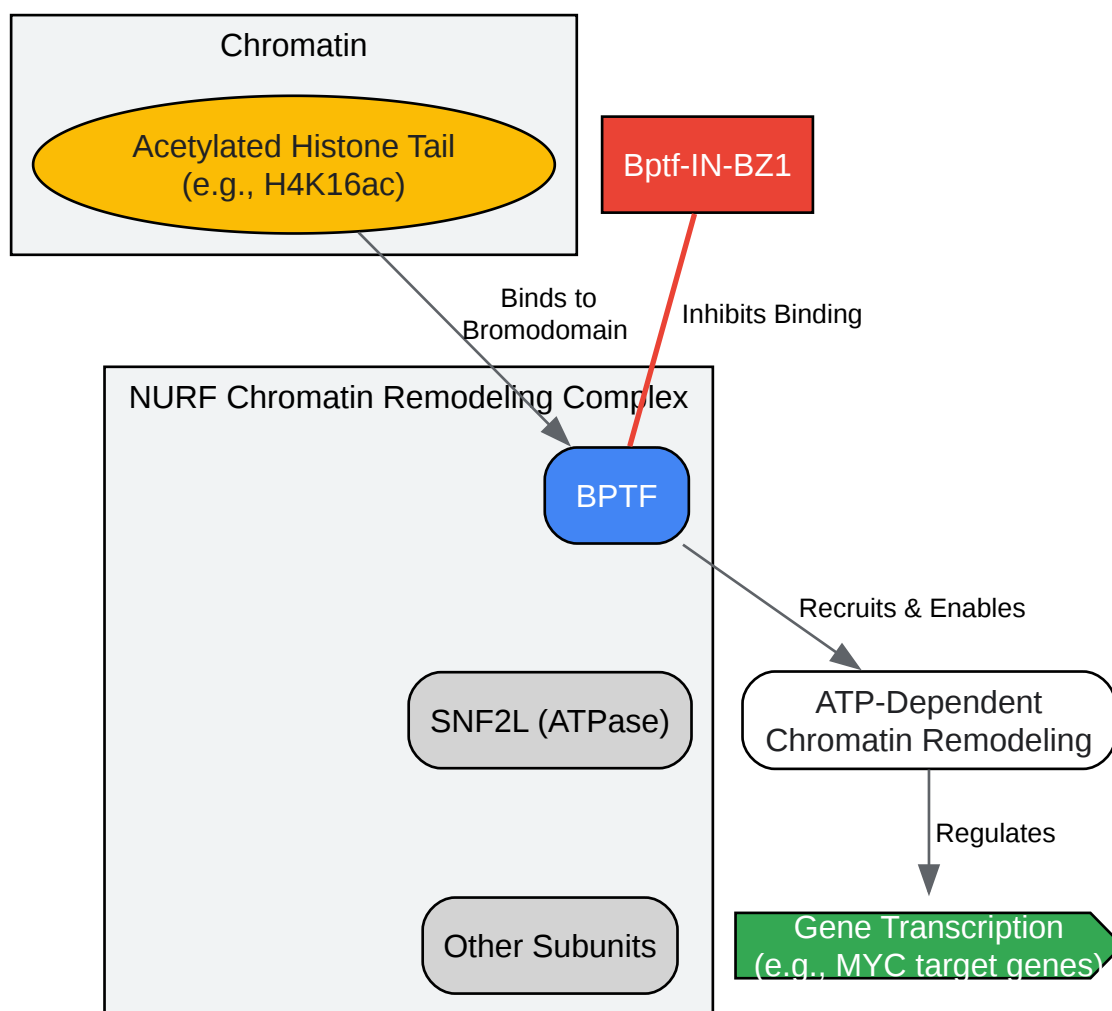 Chromatin
Acetylated Histone Tail
(e.g., H4K16ac)
Bptf-IN-BZ1
Binds to
Bromodomain
Inhibits Binding
NURF Chromatin Remodeling Complex
BPTF
Recruits & Enables
SNF2L (ATPase)
ATP-Dependent
Chromatin Remodeling
Regulates
Other Subunits
Gene Transcription
(e.g., MYC target genes)